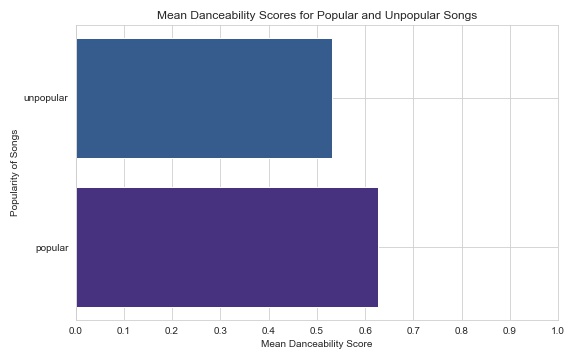 Mean Danceability Scores for Popular and Unpopular Songs
Popularity of Songs
unpopular
popular
0.0 0.1 0.2 0.3 0.4 0.5 0.6 0.7 0.8 0.9 1.0
Mean Danceability Score